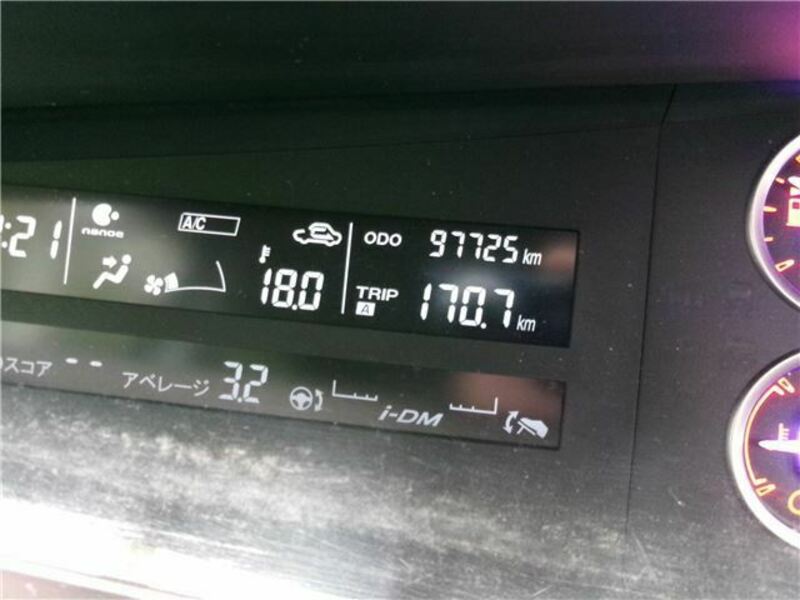 :21 nanoe A/C ODO 97725 km
18.0 TRIP A 170.7 km
スコア -- アベレージ 3.2 i-DM